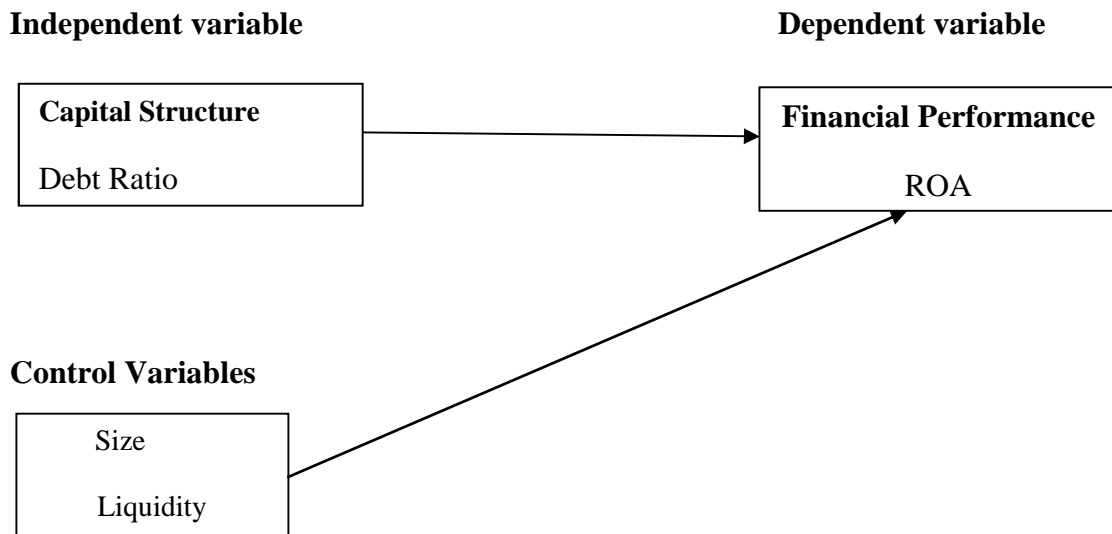 Independent variable
Dependent variable
Capital Structure
Debt Ratio
Financial Performance
ROA
Control Variables
Size
Liquidity